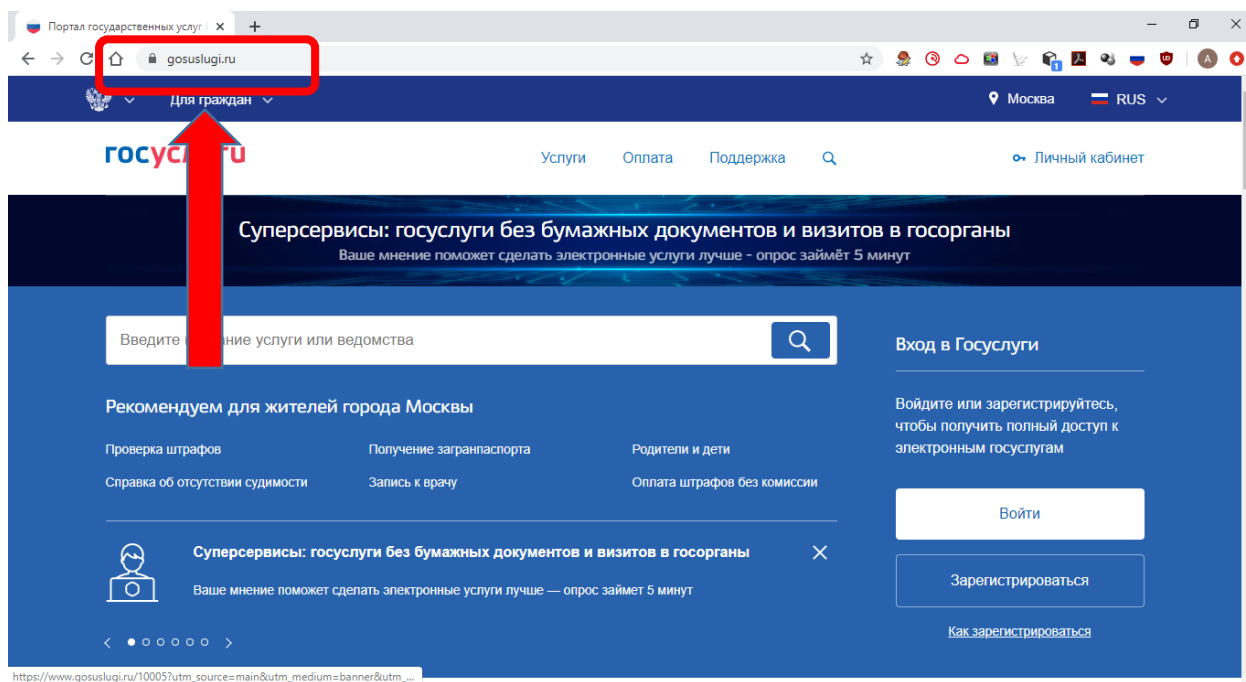 Портал государственных услуг
gosuslugi.ru
1
A
Для граждан
Москва
RUS
Услуги Оплата Поддержка
Личный кабинет
Суперсервисы: госуслуги без бумажных документов и визитов в госорганы
Ваше мнение поможет сделать электронные услуги лучше - опрос займёт 5 минут
Введите услуги или ведомства
Рекомендуем для жителей города Москвы
Проверка штрафов Получение загранпаспорта Родители и дети
Справка об отсутствии судимости Запись к врачу Оплата штрафов без комиссии
Суперсервисы: госуслуги без бумажных документов и визитов в госорганы
Ваше мнение поможет сделать электронные услуги лучше — опрос займет 5 минут
Вход в Госуслуги
Войдите или зарегистрируйтесь,
чтобы получить полный доступ к
электронным госуслугам
Войти
Зарегистрироваться
Как зарегистрироваться
https://www.gosuslugi.ru/10005?utm_source=main&utm_medium=banner&utm_...